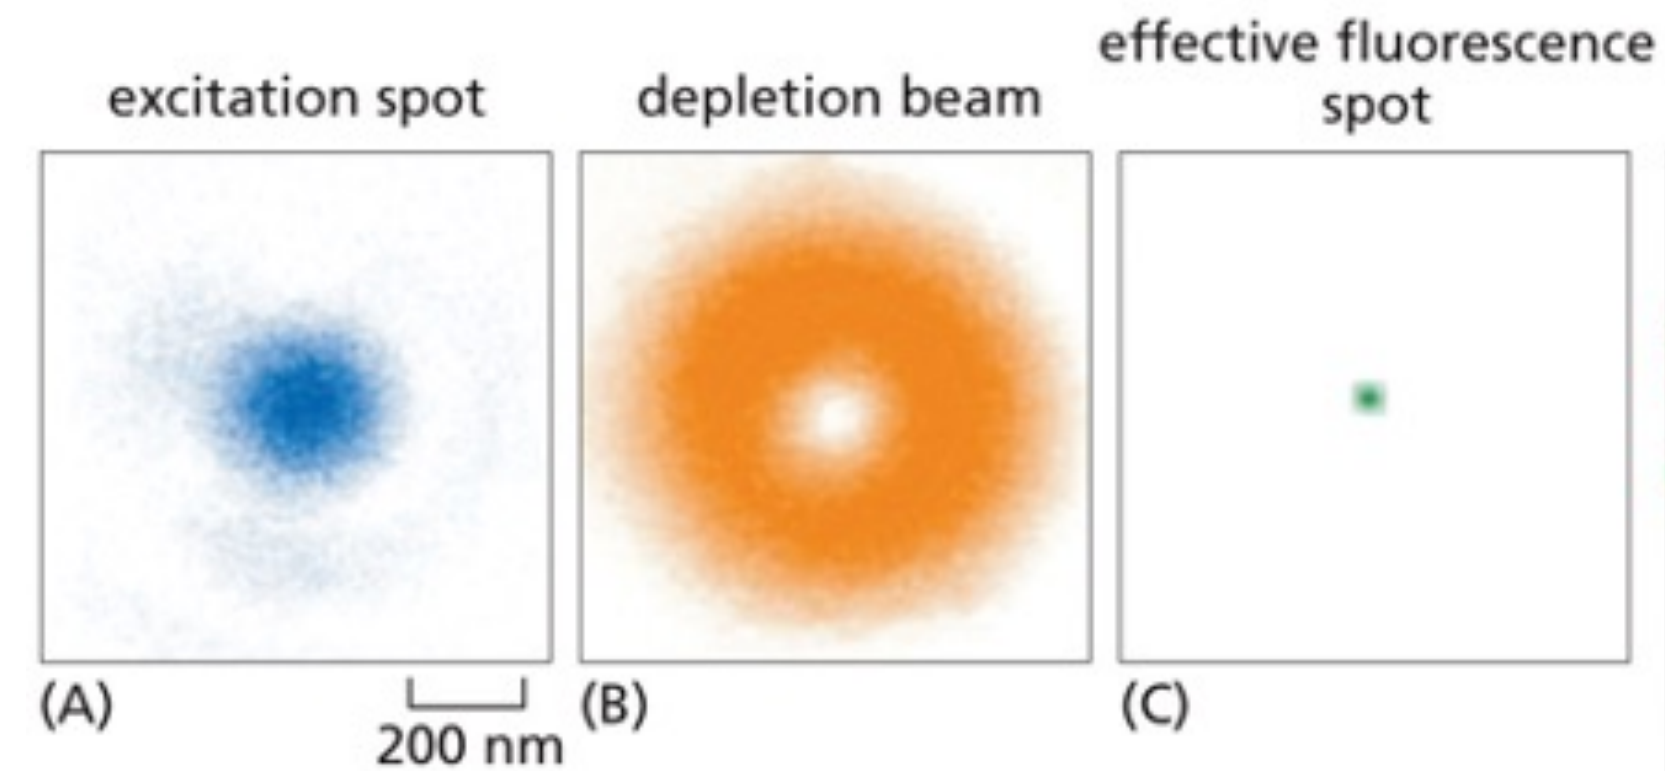 excitation spot
depletion beam
effective fluorescence
spot
(A)
200 nm
(B)
(C)